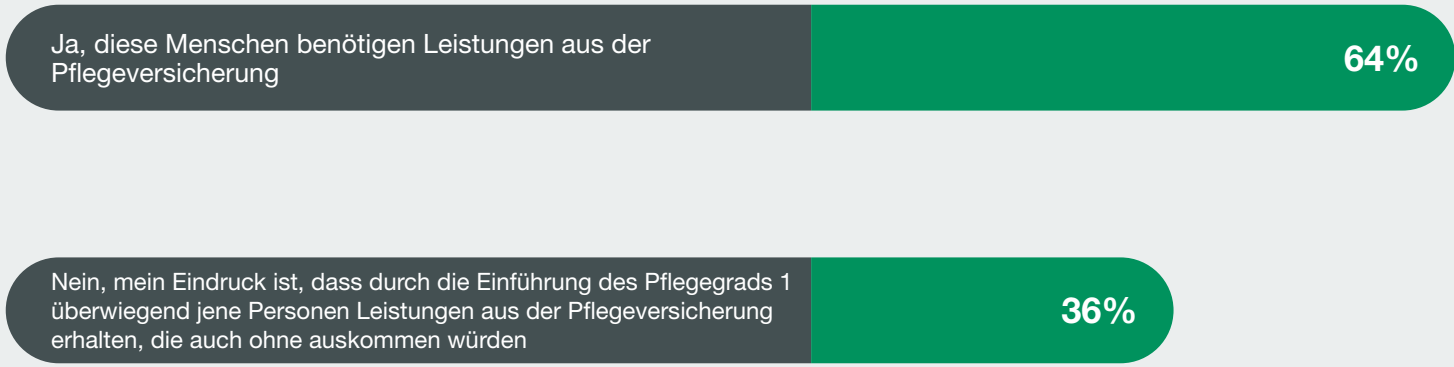 Ja, diese Menschen benötigen Leistungen aus der
Pflegeversicherung
64%
Nein, mein Eindruck ist, dass durch die Einführung des Pflegegrads 1
überwiegend jene Personen Leistungen aus der Pflegeversicherung
erhalten, die auch ohne auskommen würden
36%